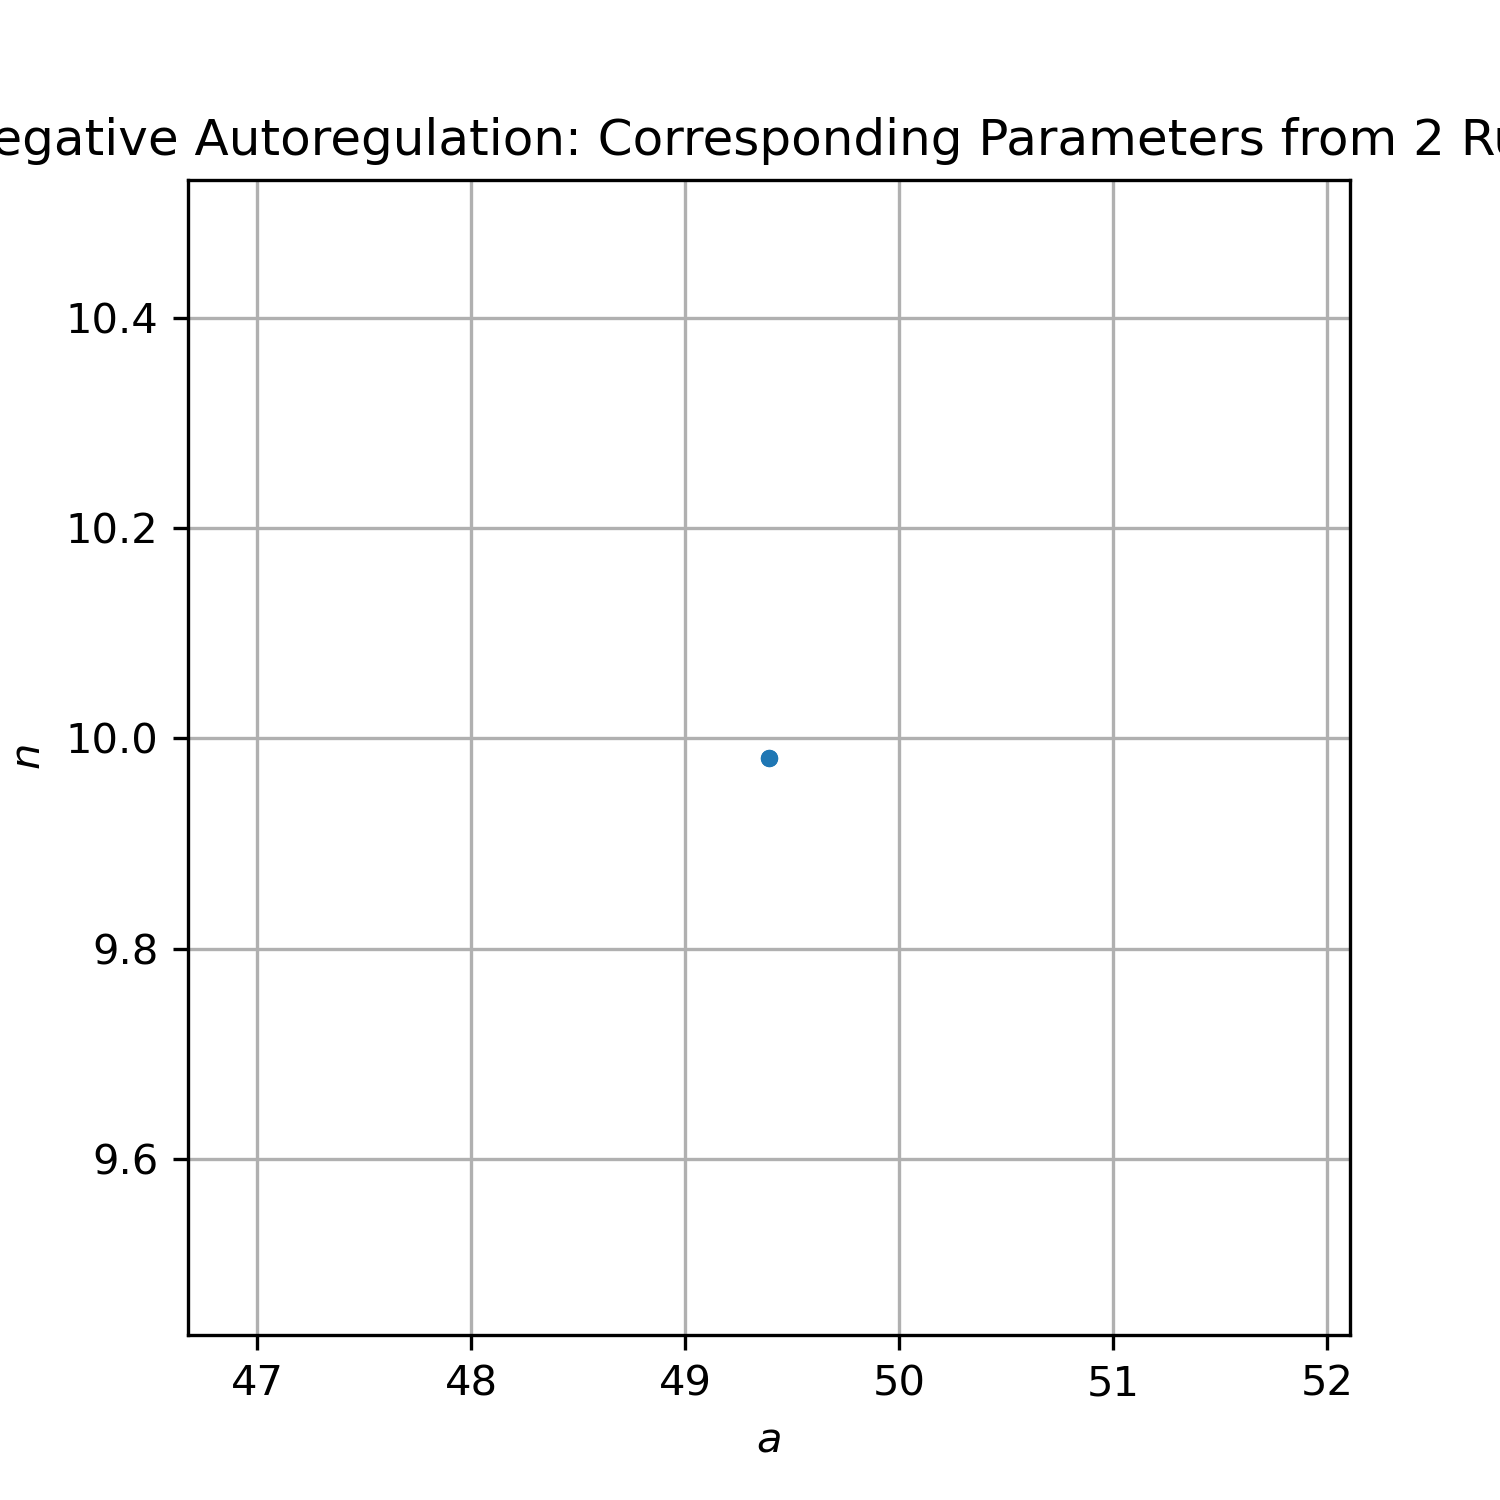 egative Autoregulation: Corresponding Parameters from 2 R
10.4
10.2
10.0
9.8
9.6
n
47 48 49 50 51 52
a